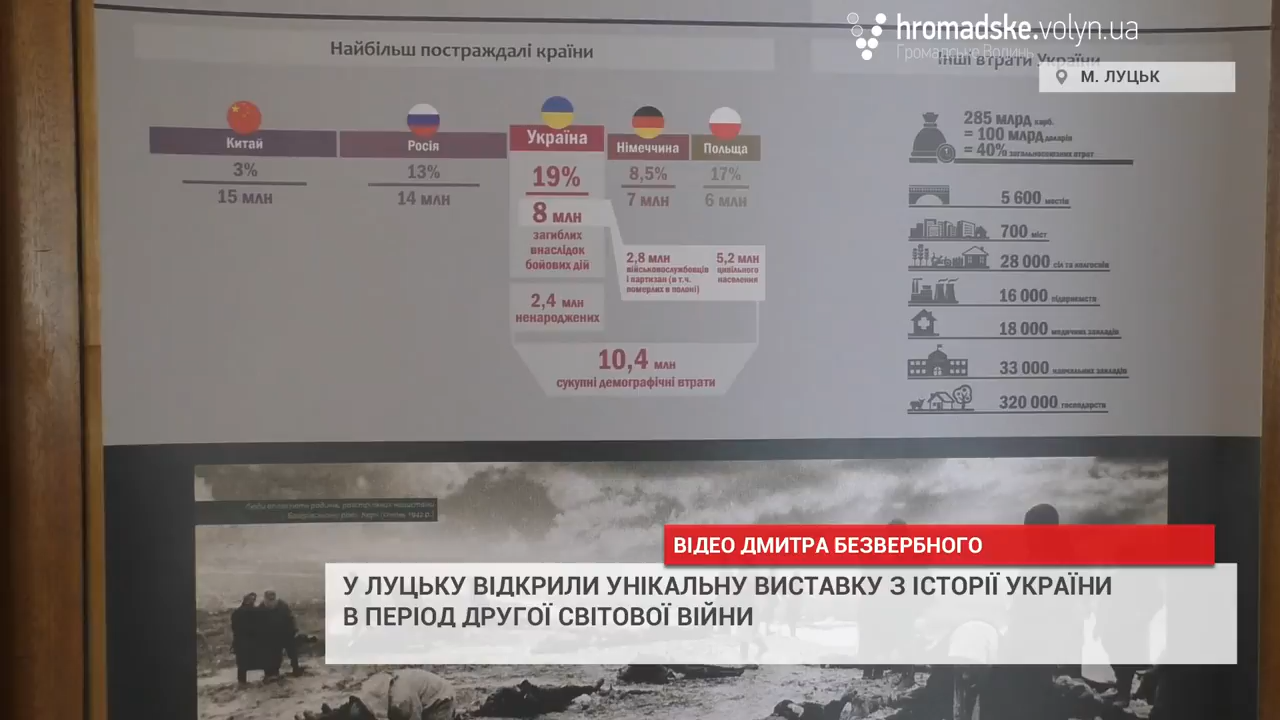 hromadske.volyn.ua
Громадське Волинь
М. ЛУЦЬК
Найбільш постраждалі країни
Китай
3%
15 млн
Росія
13%
14 млн
Україна
19%
8 млн
загиблих
внаслідок
бойових дій
2,4 млн
ненароджених
Німеччина
8,5%
7 млн
Польща
17%
6 млн
2,8 млн
військовослужбовців
і партизан (в т.ч.
померлих в полоні)
5,2 млн
цивільного
населення
10,4 млн
сукупні демографічні втрати
Інші втрати України
285 млрд карб.
= 100 млрд доларів
= 40% загальносоюзних втрат
5 600 мостів
700 міст
28 000 сіл та
16 000 підприємств
18 000 медичних закладів
33 000 навчальних закладів
320 000 господарств
ВІДЕО ДМИТРА БЕЗВЕРБНОГО
У ЛУЦЬКУ ВІДКРИЛИ УНІКАЛЬНУ ВИСТАВКУ З ІСТОРІЇ УКРАЇНИ
В ПЕРІОД ДРУГОЇ СВІТОВОЇ ВІЙНИ